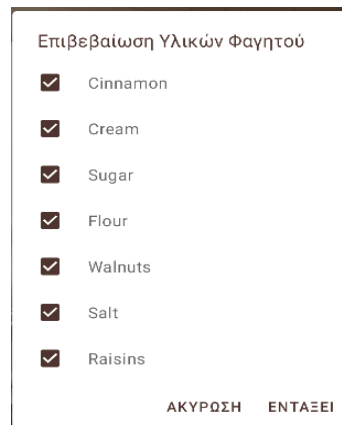 Επιβεβαίωση Υλικών Φαγητού
Cinnamon
Cream
Sugar
Flour
Walnuts
Salt
Raisins
ΑΚΥΡΩΣΗ ΕΝΤΑΞΕΙ